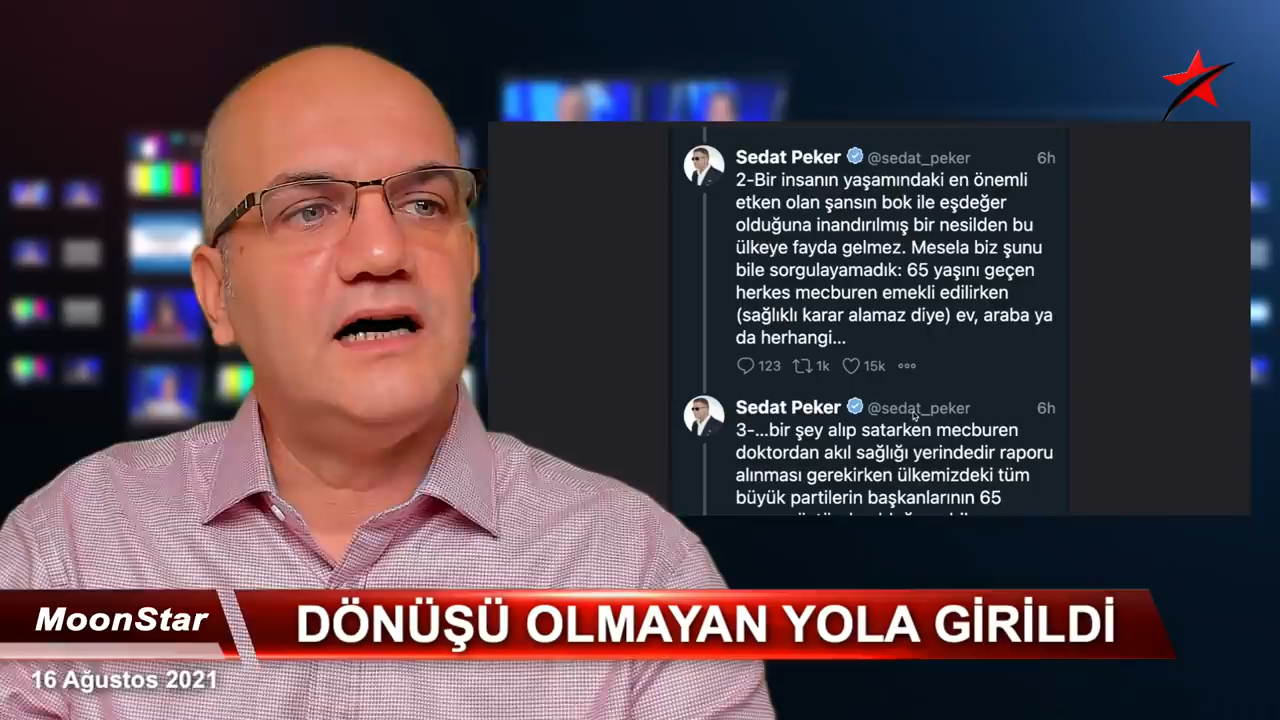 Sedat Peker @sedat_peker 6h
2-Bir insanın yaşamındaki en önemli
etken olan şansın bok ile eşdeğer
olduğuna inandırılmış bir nesilden bu
ülkeye fayda gelmez. Mesela biz şunu
bile sorgulayamadık: 65 yaşını geçen
herkes mecburen emekli edilirken
(sağlıklı karar alamaz diye) ev, araba ya
da herhangi...
123 1k 15k
Sedat Peker @sedat_peker 6h
3-...bir şey alıp satarken mecburen
doktordan akıl sağlığı yerindedir raporu
alınması gerekirken ülkemizdeki tüm
büyük partilerin başkanlarının 65
MoonStar
DÖNÜŞÜ OLMAYAN YOLA GİRİLDİ
16 Ağustos 2021